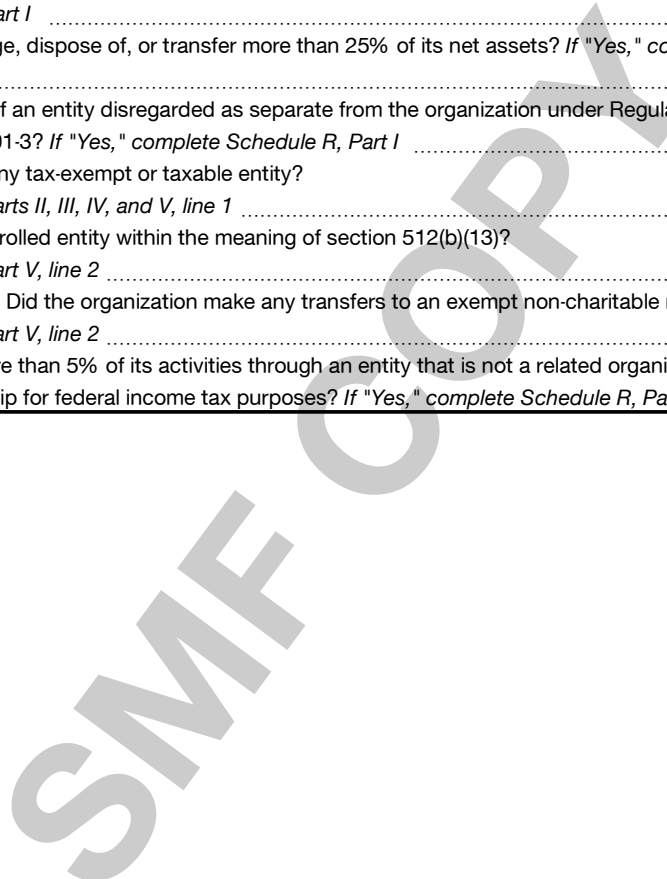 art I
ge, dispose of, or transfer more than 25% of its net assets? If "Yes," co
f an entity disregarded as separate from the organization under Regula
01-3? If "Yes," complete Schedule R, Part I
ny tax-exempt or taxable entity?
arts II, III, IV, and V, line 1
rolled entity within the meaning of section 512(b)(13)?
art V, line 2
Did the organization make any transfers to an exempt non-charitable
art V, line 2
re than 5% of its activities through an entity that is not a related organi
ip for federal income tax purposes? If "Yes," complete Schedule R, Pa
SMF COPY